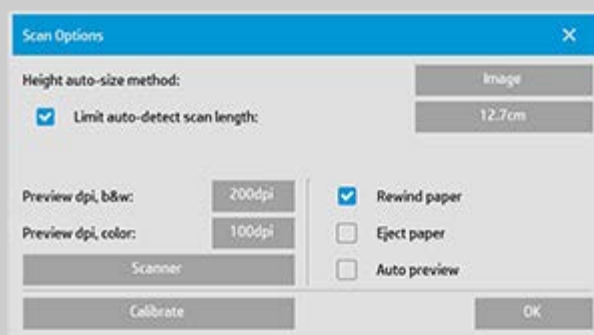 Scan Options
Height auto-size method: Image
Limit auto-detect scan length: 12.7cm
Preview dpi, b&w: 200dpi Rewind paper
Preview dpi, color: 100dpi Eject paper
Scanner Auto preview
Calibrate OK